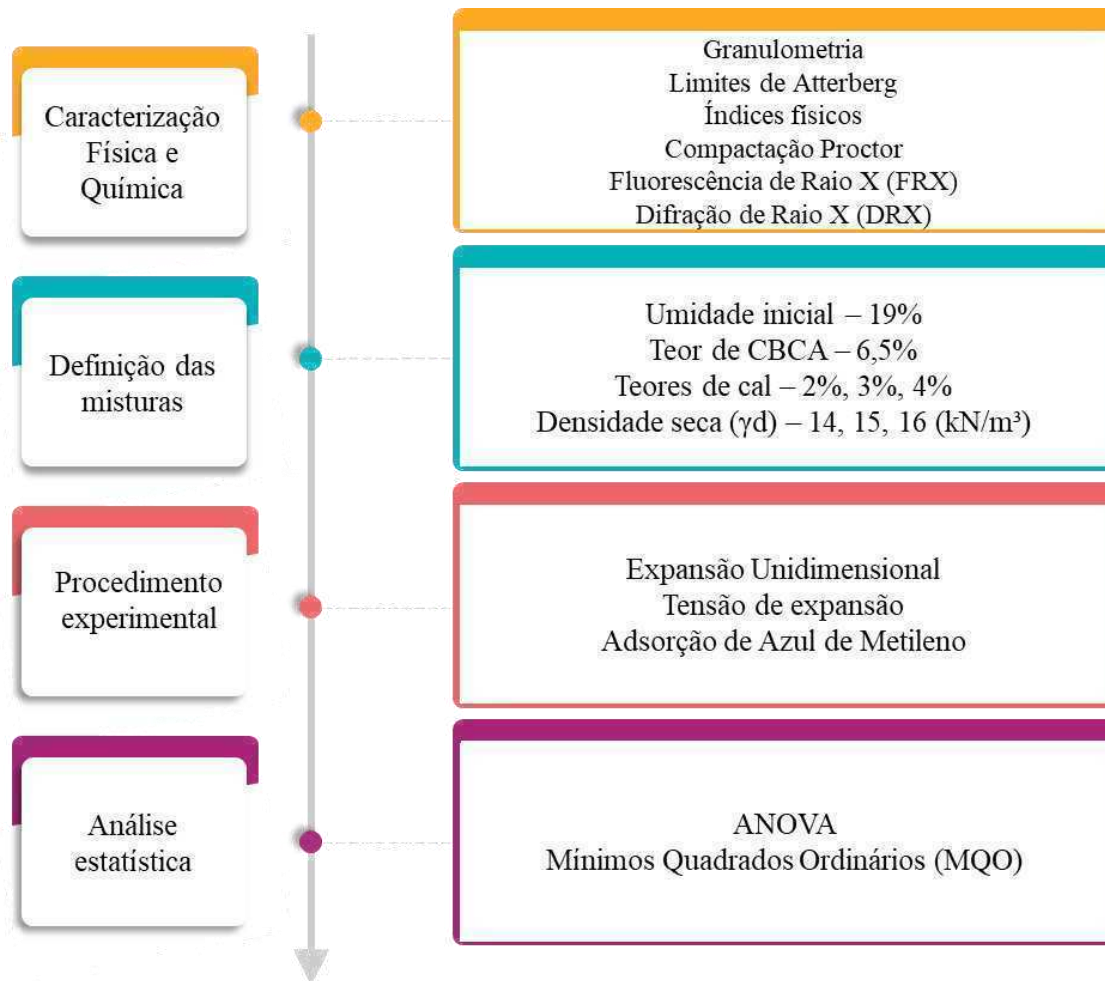 Caracterização
Física e
Química
Granulometria
Limites de Atterberg
Índices físicos
Compactação Proctor
Fluorescência de Raio X (FRX)
Difração de Raio X (DRX)
Definição das
misturas
Umidade inicial – 19%
Teor de CBCA – 6,5%
Teores de cal – 2%, 3%, 4%
Densidade seca (γd) – 14, 15, 16 (kN/m³)
Procedimento
experimental
Expansão Unidimensional
Tensão de expansão
Adsorção de Azul de Metileno
Análise
estatística
ANOVA
Mínimos Quadrados Ordinários (MQO)